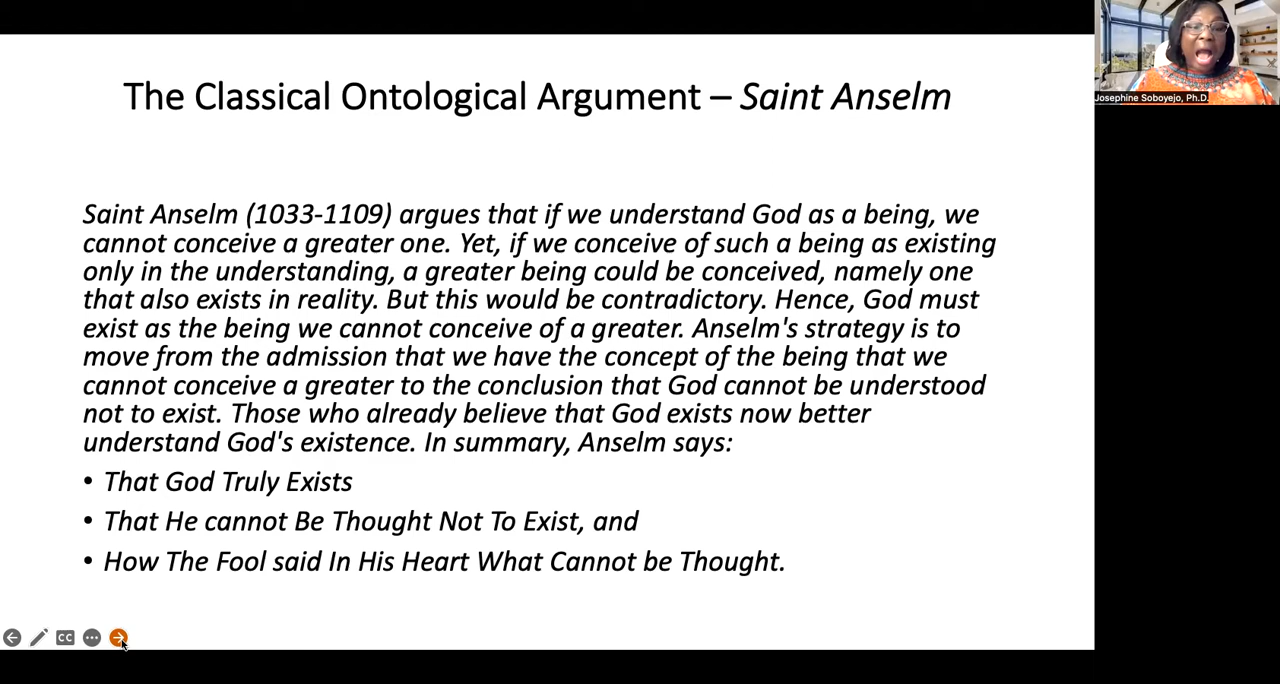 The Classical Ontological Argument – Saint Anselm
Josephine Soboyejo, Ph.D.
Saint Anselm (1033-1109) argues that if we understand God as a being, we
cannot conceive a greater one. Yet, if we conceive of such a being as existing
only in the understanding, a greater being could be conceived, namely one
that also exists in reality. But this would be contradictory. Hence, God must
exist as the being we cannot conceive of a greater. Anselm's strategy is to
move from the admission that we have the concept of the being that we
cannot conceive a greater to the conclusion that God cannot be understood
not to exist. Those who already believe that God exists now better
understand God's existence. In summary, Anselm says:
• That God Truly Exists
• That He cannot Be Thought Not To Exist, and
• How The Fool said In His Heart What Cannot be Thought.
CC